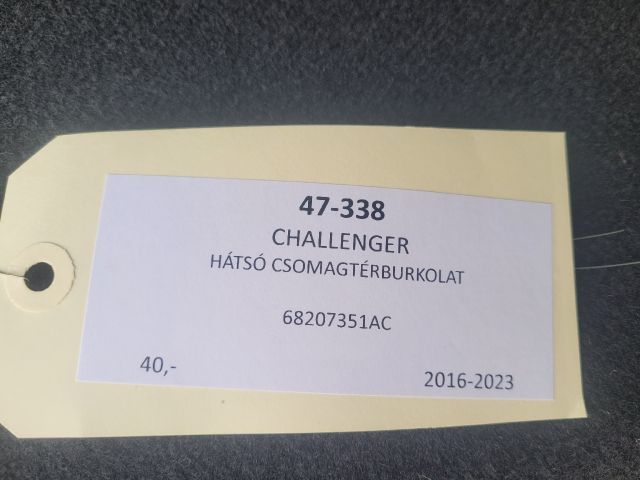 47-338
CHALLENGER
HÁTSÓ CSOMAGTÉRBURKOLAT
68207351AC
40,-
2016-2023